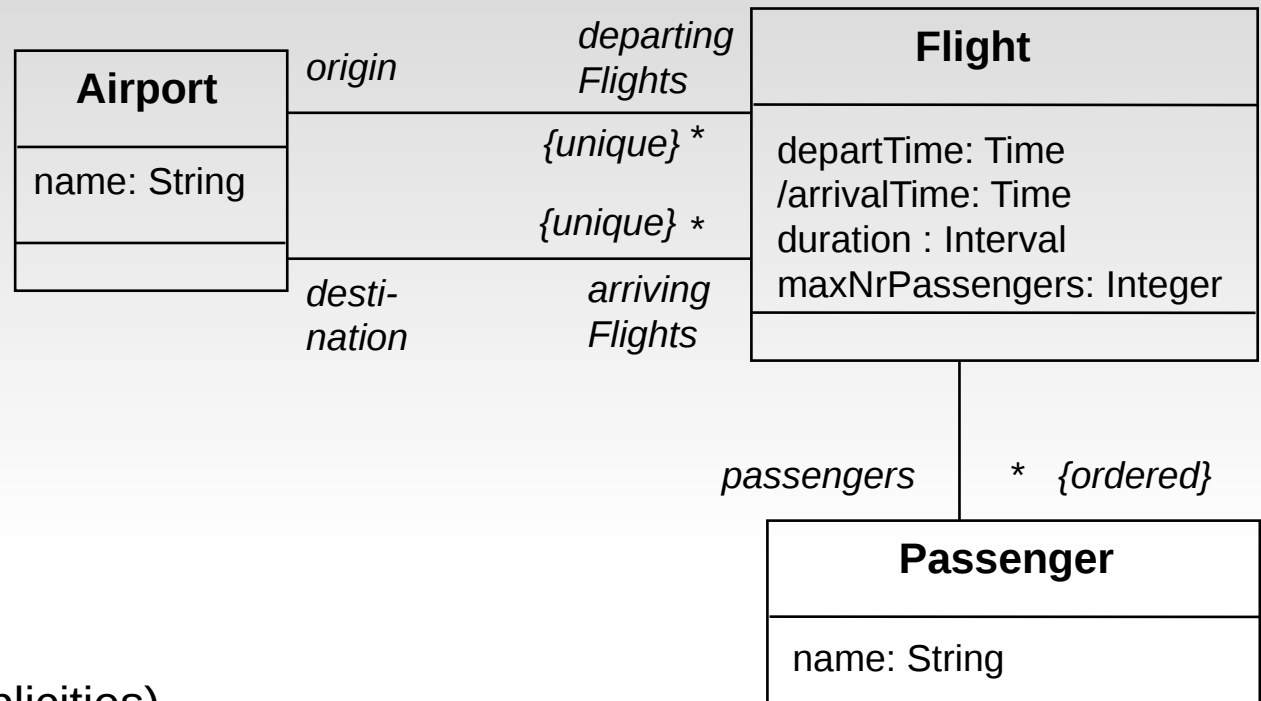 Airport
name: String
origin
departing
Flights
{unique} *
{unique} *
desti-
nation
arriving
Flights
Flight
departTime: Time
/arrivalTime: Time
duration : Interval
maxNrPassengers: Integer
passengers * {ordered}
Passenger
name: String